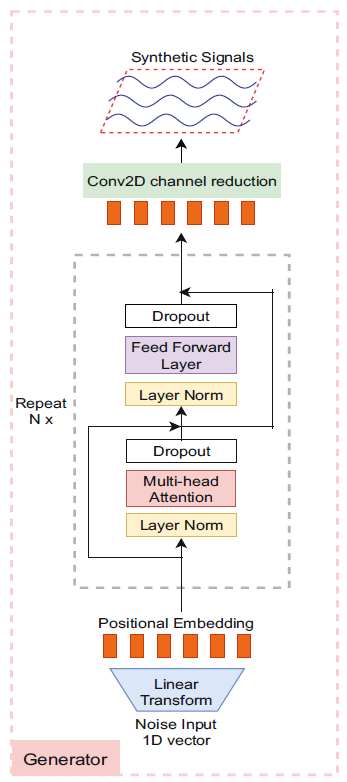 Synthetic Signals
Conv2D channel reduction
Dropout
Feed Forward
Layer
Layer Norm
Repeat
N x
Dropout
Multi-head
Attention
Layer Norm
Positional Embedding
Linear
Transform
Noise Input
1D vector
Generator